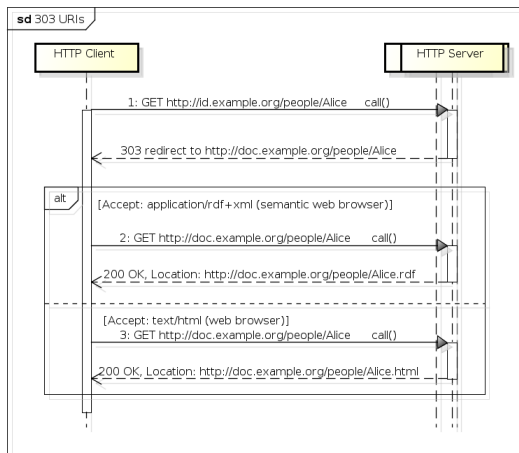 sd 303 URIs
HTTP Client
HTTP Server
1: GET http://id.example.org/people/Alice call()
303 redirect to http://doc.example.org/people/Alice
alt
[Accept: application/rdf+xml (semantic web browser)]
2: GET http://doc.example.org/people/Alice call()
200 OK, Location: http://doc.example.org/people/Alice.rdf
[Accept: text/html (web browser)]
3: GET http://doc.example.org/people/Alice call()
200 OK, Location: http://doc.example.org/people/Alice.html